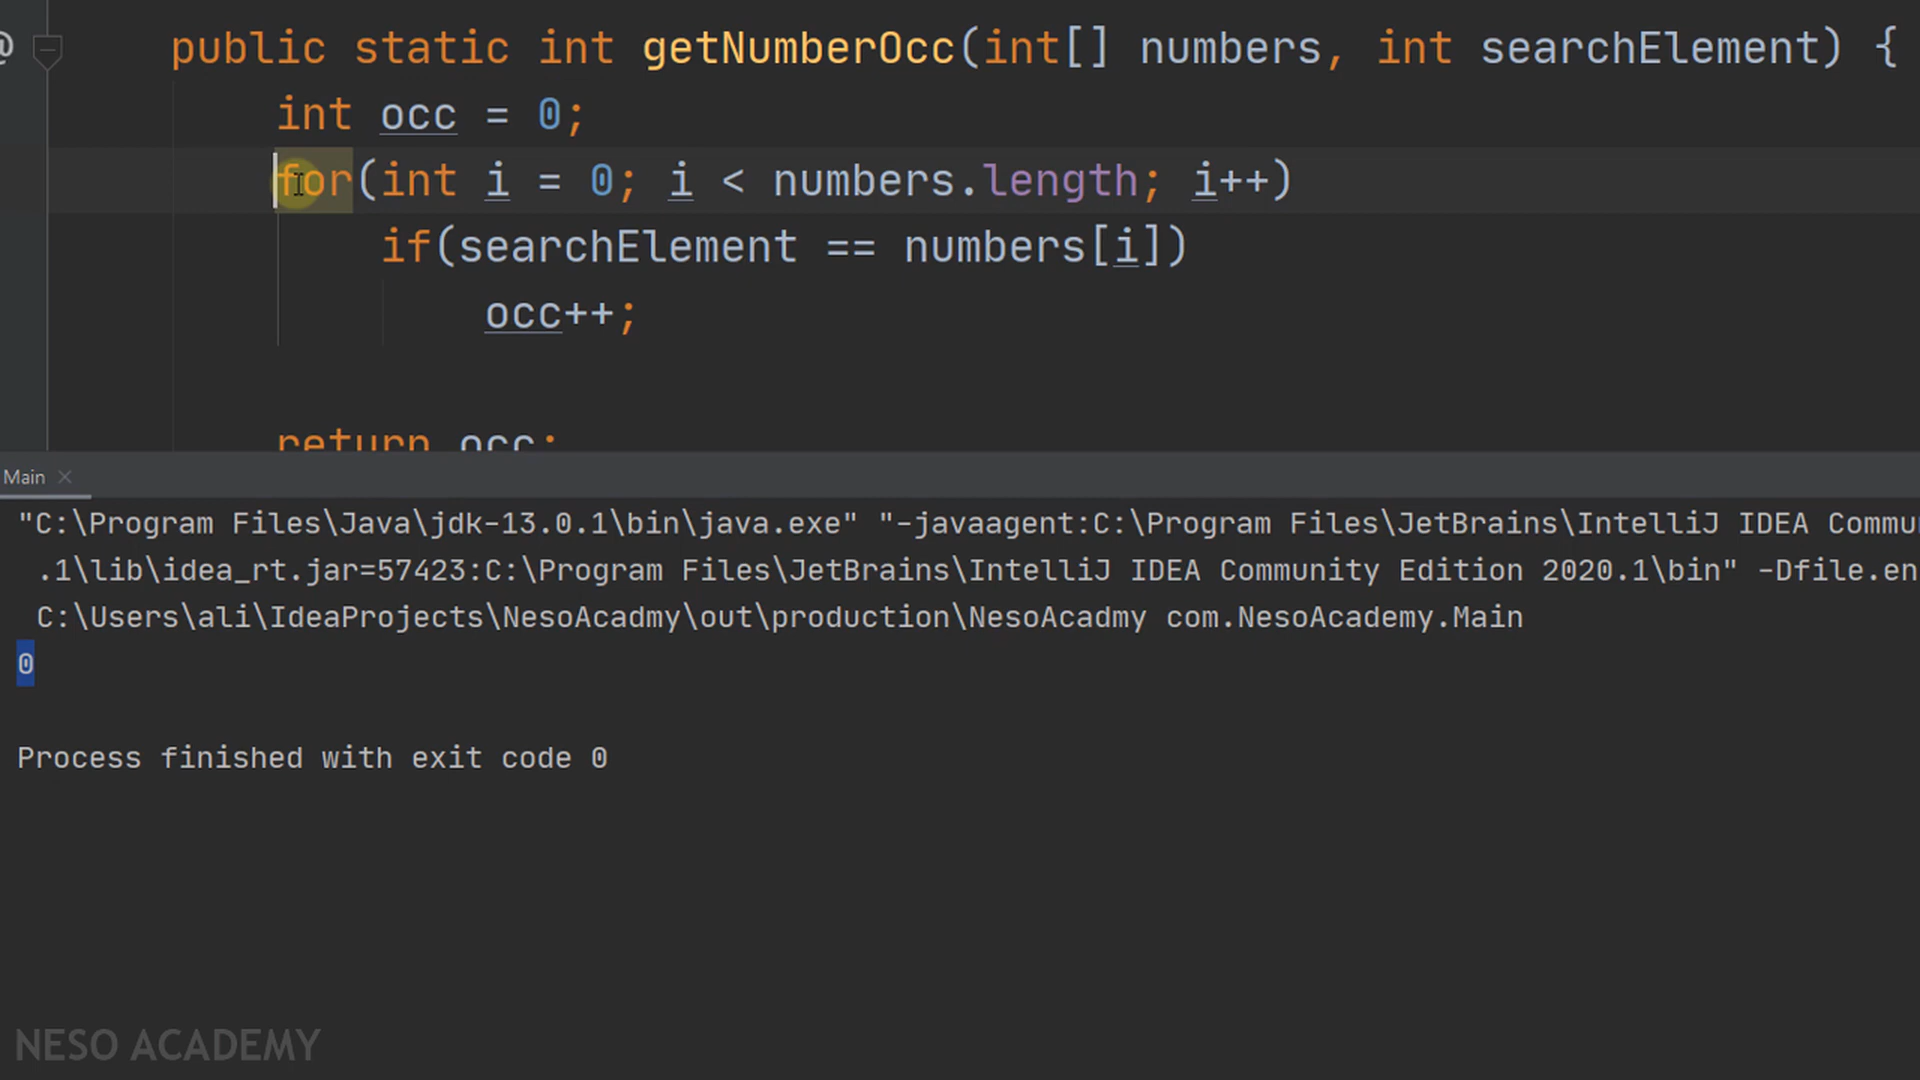 @
public static int getNumberOcc(int[] numbers, int searchElement) {
int occ = 0;
for(int i = 0; i < numbers.length; i++)
if(searchElement == numbers[i])
occ++;
return occ;
Main
"C:\Program Files\Java\jdk-13.0.1\bin\java.exe" "-javaagent:C:\Program Files\JetBrains\IntelliJ IDEA Commu
.1\lib\idea_rt.jar=57423:C:\Program Files\JetBrains\IntelliJ IDEA Community Edition 2020.1\bin" -Dfile.en
C:\Users\ali\IdeaProjects\NesoAcadmy\out\production\NesoAcadmy com.NesoAcademy.Main
0
Process finished with exit code 0
NESO ACADEMY